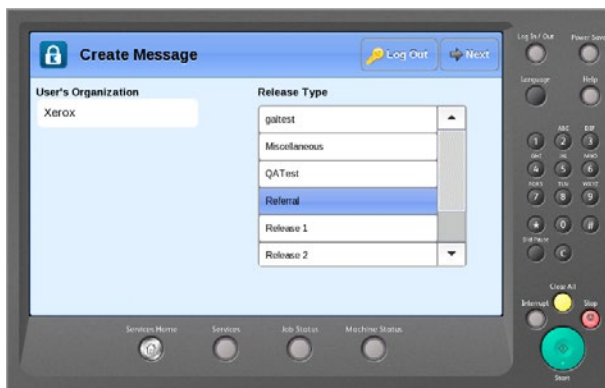 Create Message
Log Out
Next
User's Organization
Xerox
Release Type
galtest
Miscellaneous
QATest
Referral
Release 1
Release 2
Services Home
Services
Job Status
Machine Status
Log In / Out
Power Save
Language
Help
1
ABC
2
DEF
3
GHI
4
JKL
5
MNO
6
PQRS
7
TUV
8
WXYZ
9
*
0
#
Dial Pause
C
Clear All
Interrupt
Stop
Start